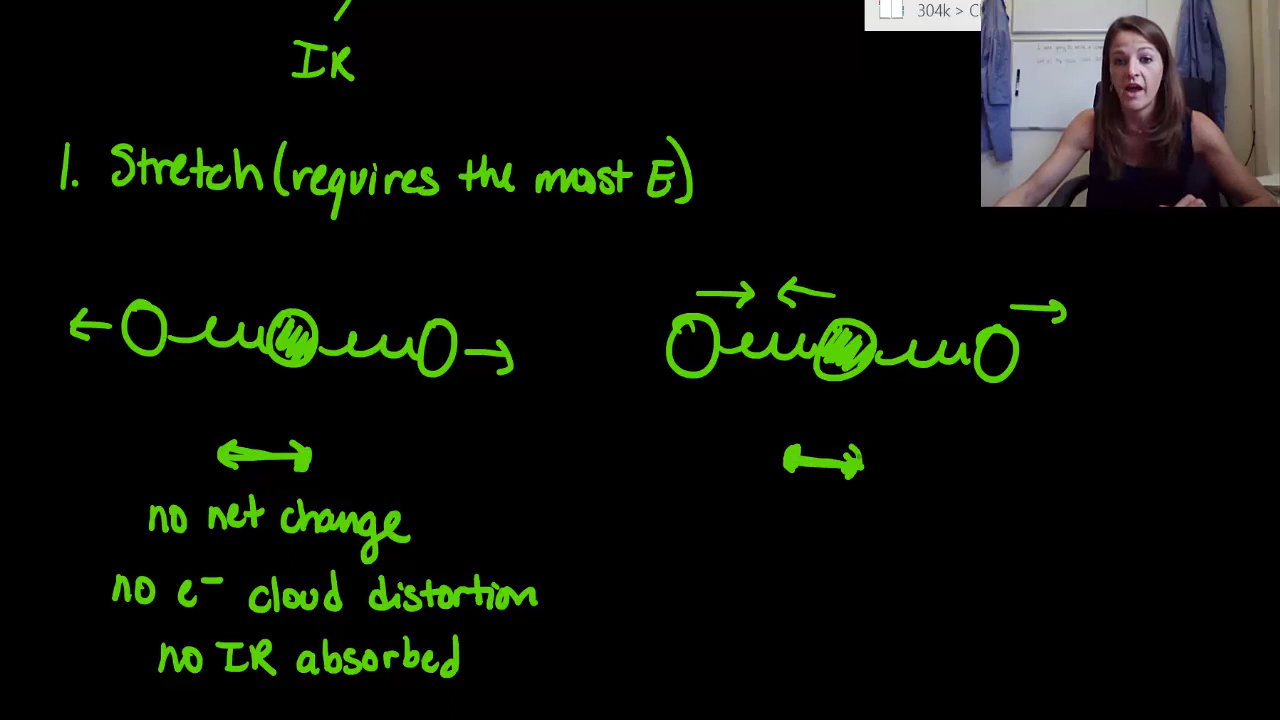 304k > C
IR
1. Stretch (requires the most E)
no net change
no e⁻ cloud distortion
no IR absorbed